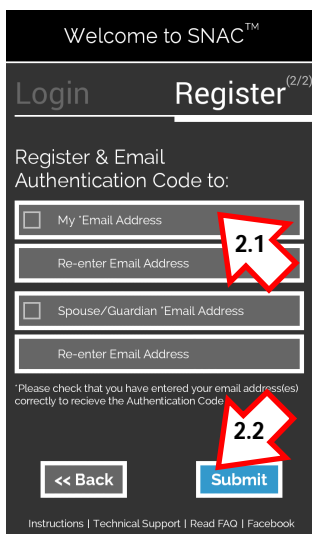 Welcome to SNAC™
Login Register (2/2)
Register & Email
Authentication Code to:
My *Email Address
2.1
Re-enter Email Address
Spouse/Guardian *Email Address
Re-enter Email Address
*Please check that you have entered your email address(es)
correctly to recieve the Authentication Code
2.2
<< Back Submit
Instructions | Technical Support | Read FAQ | Facebook